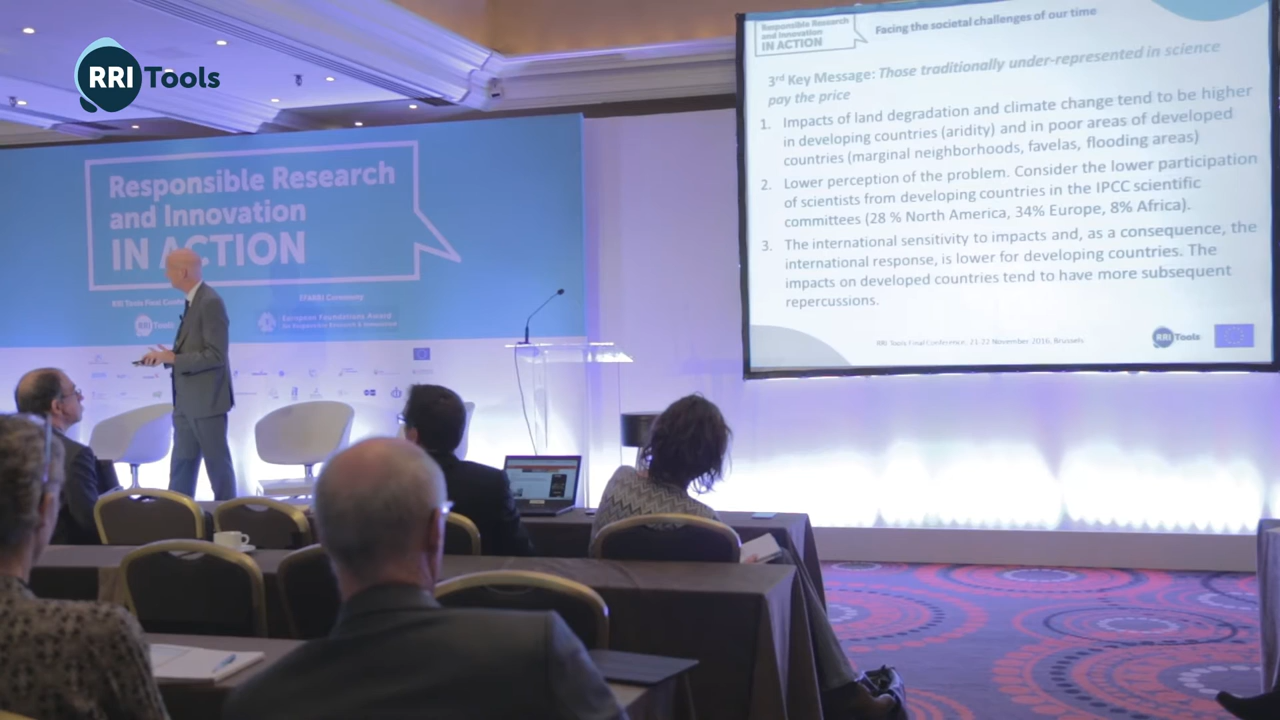 RRI Tools
Responsible Research
and Innovation
IN ACTION
RRI Tools Final Confe
EFARRI Ceremony
RRI Tools
European Foundations Award
for Responsible Research & Innovation
Responsible Research
and Innovation
IN ACTION
Facing the societal challenges of our time
3rd Key Message: Those traditionally under-represented in science
pay the price
1. Impacts of land degradation and climate change tend to be higher
in developing countries (aridity) and in poor areas of developed
countries (marginal neighborhoods, favelas, flooding areas)
2. Lower perception of the problem. Consider the lower participation
of scientists from developing countries in the IPCC scientific
committees (28 % North America, 34% Europe, 8% Africa).
3. The international sensitivity to impacts and, as a consequence, the
international response, is lower for developing countries. The
impacts on developed countries tend to have more subsequent
repercussions.
RRI Tools Final Conference, 21-22 November 2016, Brussels
RRI Tools